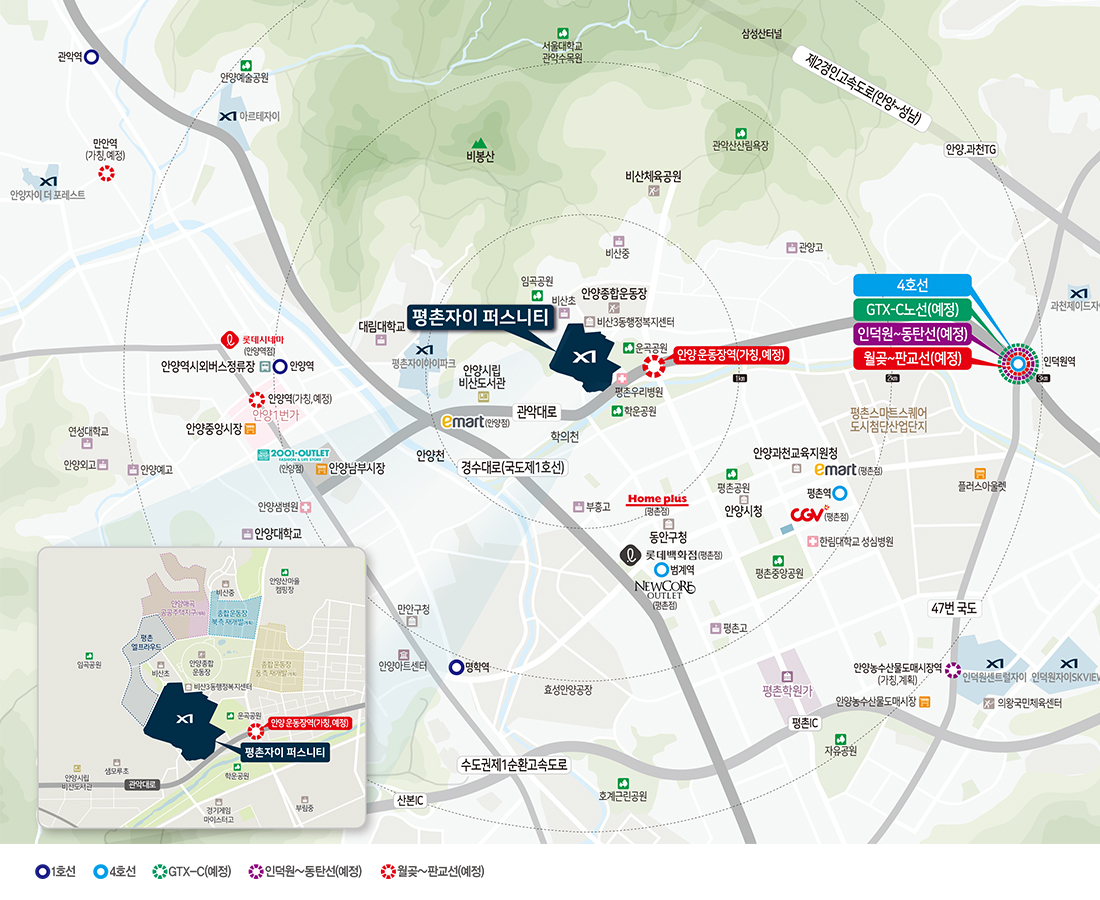 삼성산터널
서울대학교
관악수목원
관악역
안양예술공원
제2경인고속도로(안양~성남)
아르테자이
만안역
(가칭,예정)
비봉산
관악산산림욕장
안양.과천TG
안양자이 더 포레스트
비산체육공원
비산중
관양고
임곡공원
비산초
안양종합운동장
4호선
GTX-C노선(예정)
인덕원~동탄선(예정)
월곶~판교선(예정)
과천제이드자이
평촌자이 퍼스니티
비산3동행정복지센터
대림대학교
롯데시네마
(안양역점)
평촌자이아이파크
운곡공원
안양 운동장역(가칭,예정)
인덕원역
안양역시외버스정류장
안양역
안양시립
비산도서관
평촌우리병원
1km
2km
3km
안양역(가칭,예정)
안양1번가
emart(안양점)
관악대로
학운공원
평촌스마트스퀘어
도시첨단산업단지
안양중앙시장
연성대학교
학의천
안양천
2001·OUTLET
FASHION & LIFE STORE
(안양점)
안양외고
안양예고
안양남부시장
경수대로(국도제1호선)
안양과천교육지원청
emart(평촌점)
평촌공원
평촌역
플러스아울렛
안양샘병원
부흥고
Home plus
(평촌점)
안양시청
CGV(평촌점)
안양대학교
동안구청
한림대학교 성심병원
롯데백화점(평촌점)
범계역
평촌중앙공원
NEWCORE
OUTLET
(평촌점)
만안구청
47번 국도
평촌고
안양아트센터
명학역
안양농수산물도매시장역
(가칭,계획)
인덕원센트럴자이
인덕원자이SKVIEW
효성안양공장
평촌학원가
안양농수산물도매시장
의왕국민체육센터
평촌IC
자유공원
수도권제1순환고속도로
호계근린공원
산본IC
안양산마을
캠핑장
비산중
안양매곡
공공주택지구(계획)
종합운동장
북측 재개발(계획)
평촌
엘프라우드
임곡공원
비산초
안양종합
운동장
종합운동장
동측 재개발(계획)
비산3동행정복지센터
운곡공원
안양 운동장역(가칭,예정)
평촌자이 퍼스니티
샘모루초
안양시립
비산도서관
학운공원
관악대로
경기게임
마이스터고
부림중
1호선
4호선
GTX-C(예정)
인덕원~동탄선(예정)
월곶~판교선(예정)